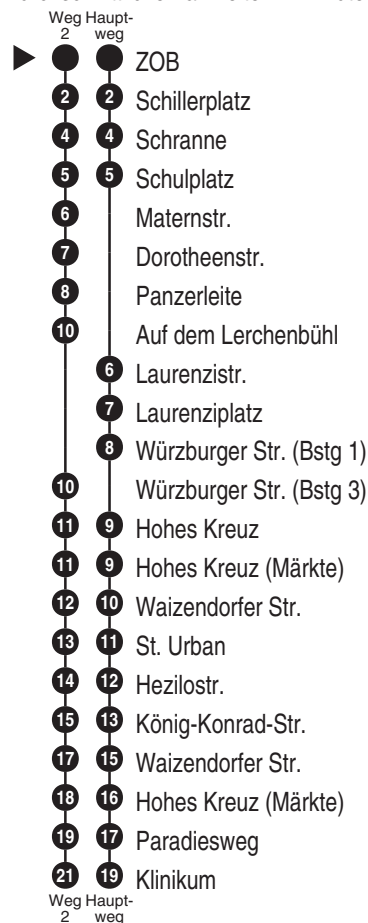 Weg Haupt-
2 weg
ZOB
2 2 Schillerplatz
4 4 Schranne
5 5 Schulplatz
6 Maternstr.
7 Dorotheenstr.
8 Panzerleite
10 Auf dem Lerchenbühl
6 Laurenzistr.
7 Laurenziplatz
8 Würzburger Str. (Bstg 1)
10 Würzburger Str. (Bstg 3)
11 9 Hohes Kreuz
11 9 Hohes Kreuz (Märkte)
12 10 Waizendorfer Str.
13 11 St. Urban
14 12 Hezilostr.
15 13 König-Konrad-Str.
17 15 Waizendorfer Str.
18 16 Hohes Kreuz (Märkte)
19 17 Paradiesweg
21 19 Klinikum
Weg Haupt-
2 weg